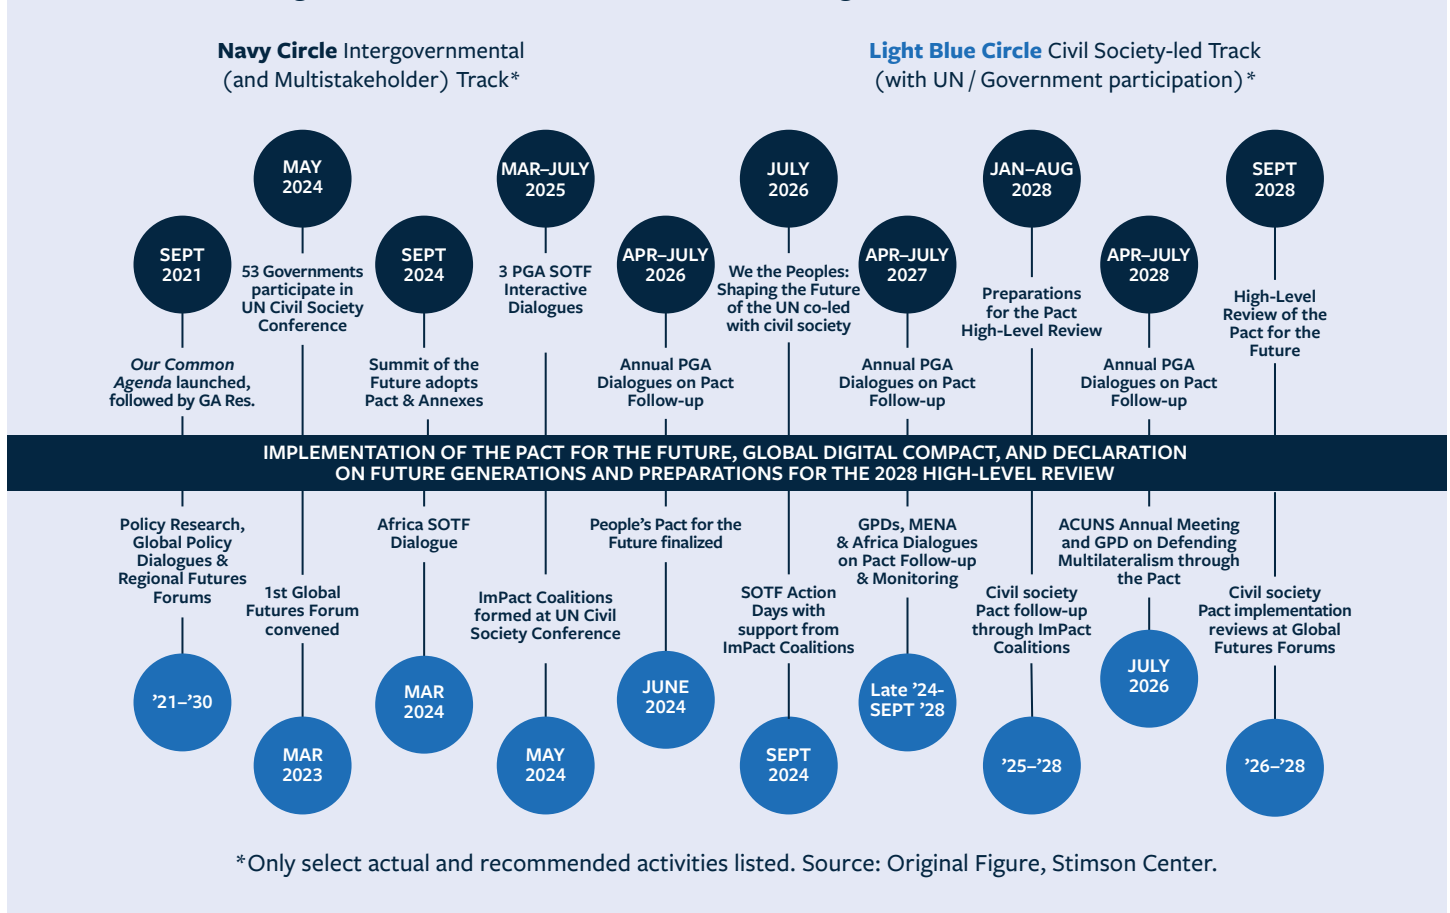 Navy Circle Intergovernmental
(and Multistakeholder) Track*
Light Blue Circle Civil Society-led Track
(with UN / Government participation) *
SEPT
2021
Our Common
Agenda launched,
followed by GA Res.
MAY
2024
53 Governments
participate in
UN Civil Society
Conference
SEPT
2024
Summit of the
Future adopts
Pact & Annexes
MAR–JULY
2025
3 PGA SOTF
Interactive
Dialogues
APR–JULY
2026
Annual PGA
Dialogues on Pact
Follow-up
JULY
2026
We the Peoples:
Shaping the Future
of the UN co-led
with civil society
APR–JULY
2027
Annual PGA
Dialogues on Pact
Follow-up
JAN–AUG
2028
Preparations
for the Pact
High-Level Review
APR–JULY
2028
Annual PGA
Dialogues on Pact
Follow-up
SEPT
2028
High-Level
Review of the
Pact for the
Future
IMPLEMENTATION OF THE PACT FOR THE FUTURE, GLOBAL DIGITAL COMPACT, AND DECLARATION
ON FUTURE GENERATIONS AND PREPARATIONS FOR THE 2028 HIGH-LEVEL REVIEW
Policy Research,
Global Policy
Dialogues &
Regional Futures
Forums
’21–’30
1st Global
Futures Forum
convened
MAR
2023
Africa SOTF
Dialogue
MAR
2024
ImPact Coalitions
formed at UN Civil
Society Conference
MAY
2024
People’s Pact for the
Future finalized
JUNE
2024
SOTF Action
Days with
support from
ImPact Coalitions
SEPT
2024
GPDs, MENA
& Africa Dialogues
on Pact Follow-up
& Monitoring
Late ’24-
SEPT ’28
Civil society
Pact follow-up
through ImPact
Coalitions
’25–’28
ACUNS Annual Meeting
and GPD on Defending
Multilateralism through
the Pact
JULY
2026
Civil society
Pact implementation
reviews at Global
Futures Forums
’26–’28
*Only select actual and recommended activities listed. Source: Original Figure, Stimson Center.